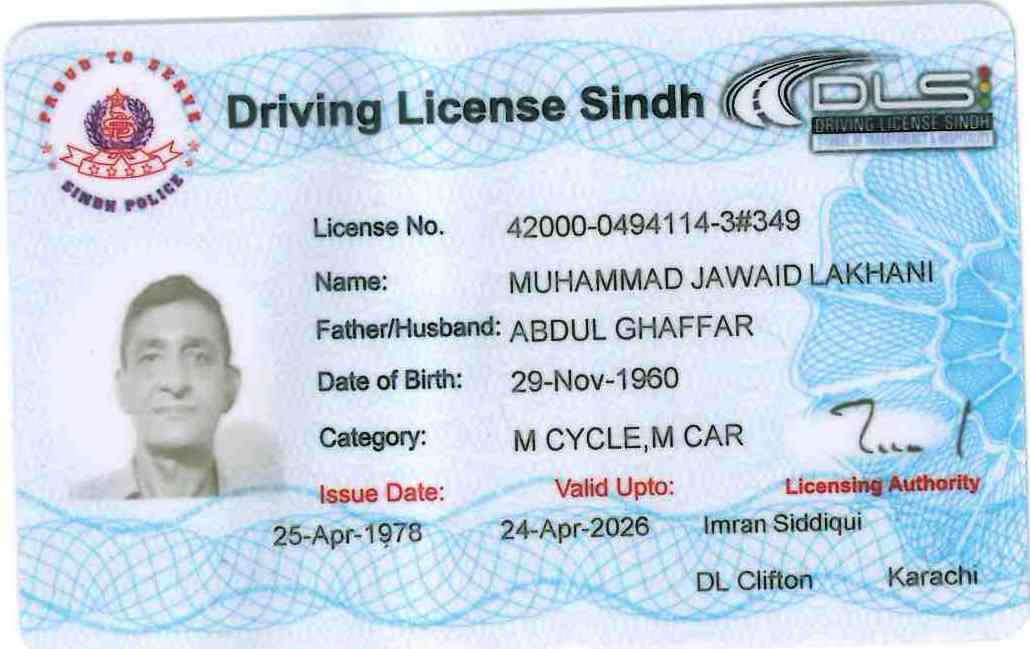 PROUD TO SERVE
SP
SINDH POLICE
Driving License Sindh
DLS
DRIVING LICENSE SINDH
License No. 42000-0494114-3#349
Name: MUHAMMAD JAWAID LAKHANI
Father/Husband: ABDUL GHAFFAR
Date of Birth: 29-Nov-1960
Category: M CYCLE,M CAR
Issue Date: Valid Upto: Licensing Authority
25-Apr-1978 24-Apr-2026 Imran Siddiqui
DL Clifton Karachi